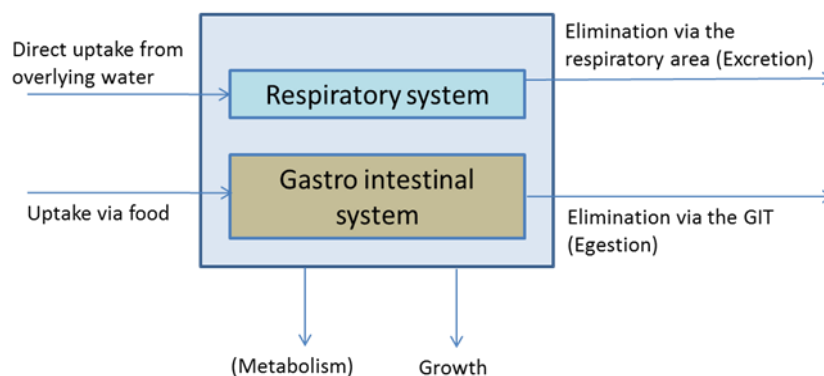 Direct uptake from
overlying water
Elimination via the
respiratory area (Excretion)
Respiratory system
Gastro intestinal
system
Uptake via food
Elimination via the GIT
(Egestion)
(Metabolism)
Growth